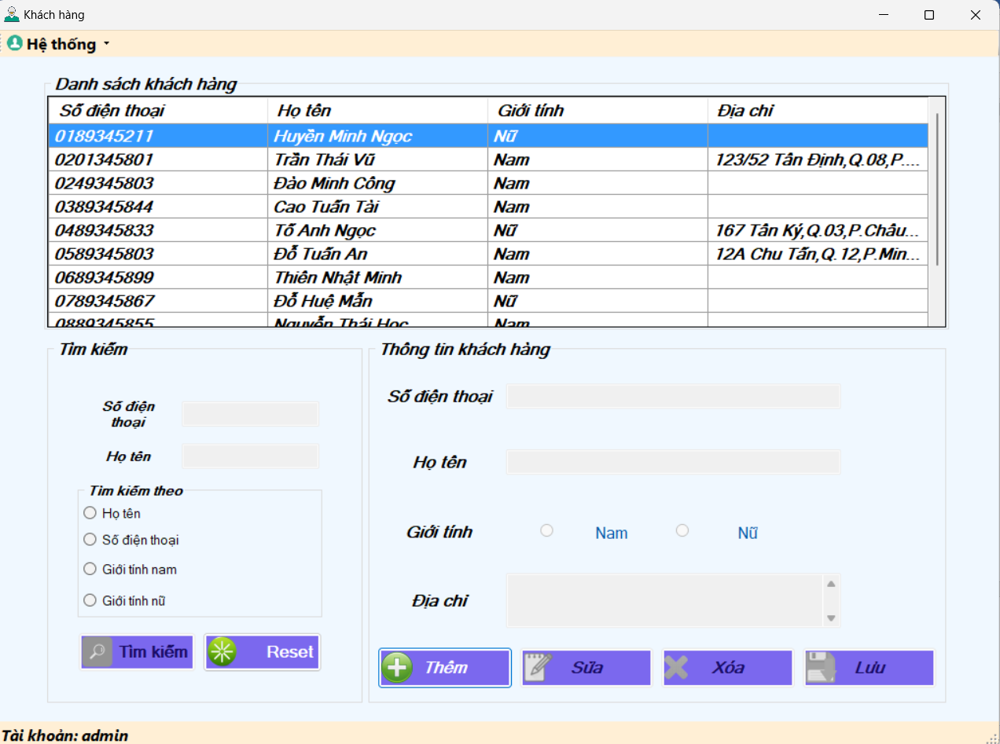 Khách hàng
Hệ thống
Danh sách khách hàng
Số điện thoại Họ tên Giới tính Địa chỉ
0189345211 Huyền Minh Ngọc Nữ
0201345801 Trần Thái Vũ Nam 123/52 Tân Định,Q.08,P....
0249345803 Đào Minh Công Nam
0389345844 Cao Tuấn Tài Nam
0489345833 Tố Anh Ngọc Nữ 167 Tân Ký,Q.03,P.Châu...
0589345803 Đỗ Tuấn An Nam 12A Chu Tấn,Q.12,P.Min...
0689345899 Thiên Nhật Minh Nam
0789345867 Đỗ Huệ Mẫn Nữ
0889345855 Nguyễn Thái Học Nam
Tìm kiếm
Số điện
thoại
Họ tên
Tìm kiếm theo
Họ tên
Số điện thoại
Giới tính nam
Giới tính nữ
Tìm kiếm Reset
Thông tin khách hàng
Số điện thoại
Họ tên
Giới tính Nam Nữ
Địa chỉ
Thêm Sửa Xóa Lưu
Tài khoản: admin